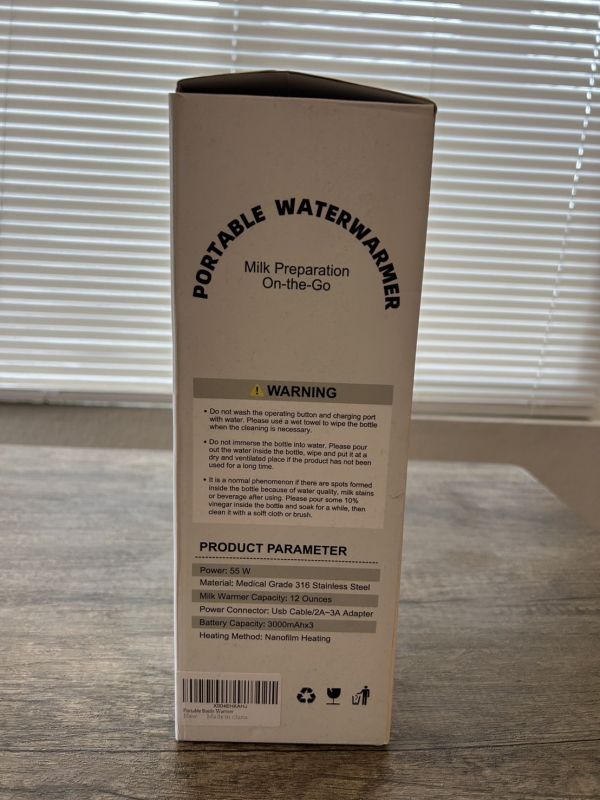 PORTABLE WATERWARMER
Milk Preparation
On-the-Go
WARNING
• Do not wash the operating button and charging port
with water. Please use a wet towel to wipe the bottle
when the cleaning is necessary.
• Do not immerse the bottle into water. Please pour
out the water inside the bottle, wipe and put it at a
dry and ventilated place if the product has not been
used for a long time.
• It is a normal phenomenon if there are spots formed
inside the bottle because of water quality, milk stains
or beverage after using. Please pour some 10%
vinegar inside the bottle and soak for a while, then
clean it with a soift cloth or brush.
PRODUCT PARAMETER
Power: 55 W
Material: Medical Grade 316 Stainless Steel
Milk Warmer Capacity: 12 Ounces
Power Connector: Usb Cable/2A~3A Adapter
Battery Capacity: 3000mAhx3
Heating Method: Nanofilm Heating
Portable Bottle Warmer
New Made in china